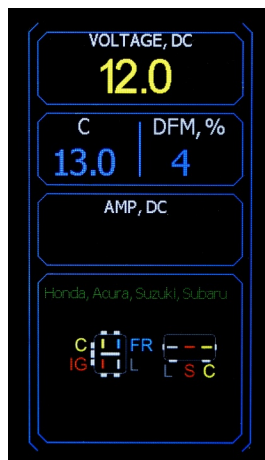 VOLTAGE, DC
12.0
C DFM, %
13.0 4
AMP, DC
Honda, Acura, Suzuki, Subaru
C FR
IG L
L S C